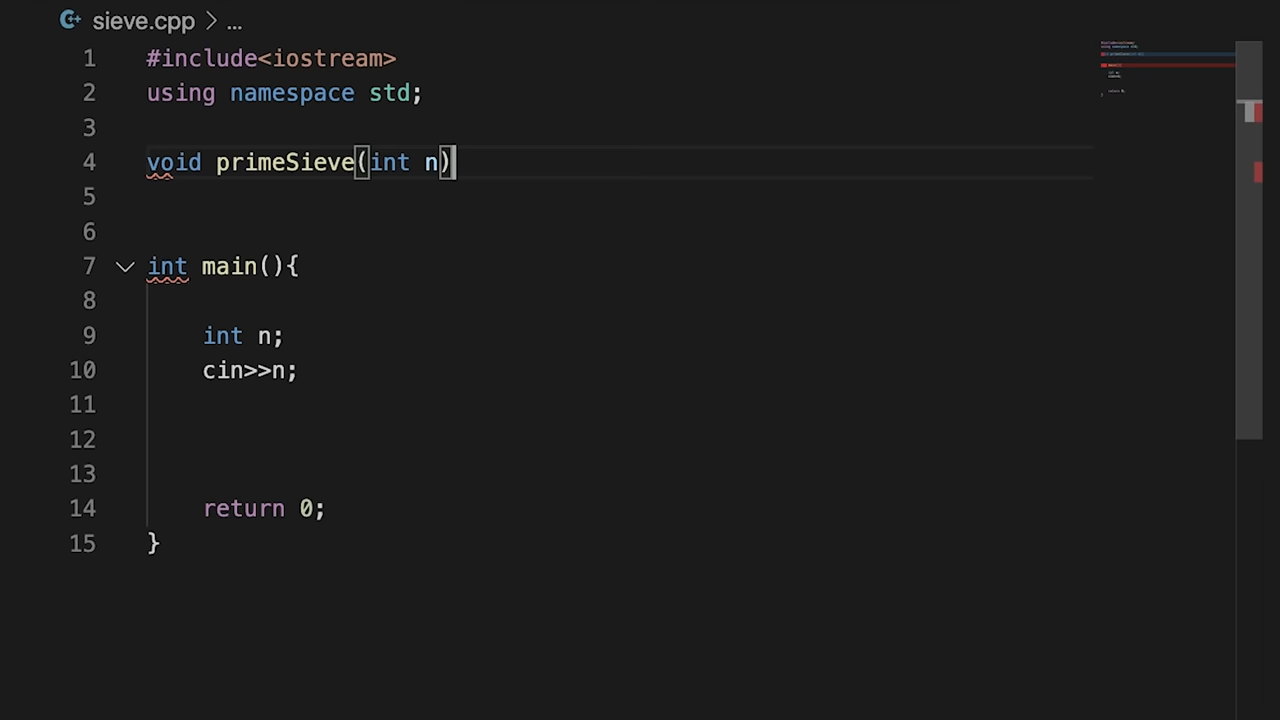 sieve.cpp > ...
1 #include<iostream>
2 using namespace std;
3
4 void primeSieve(int n)
5
6
7 int main(){
8
9 int n;
10 cin>>n;
11
12
13
14 return 0;
15 }